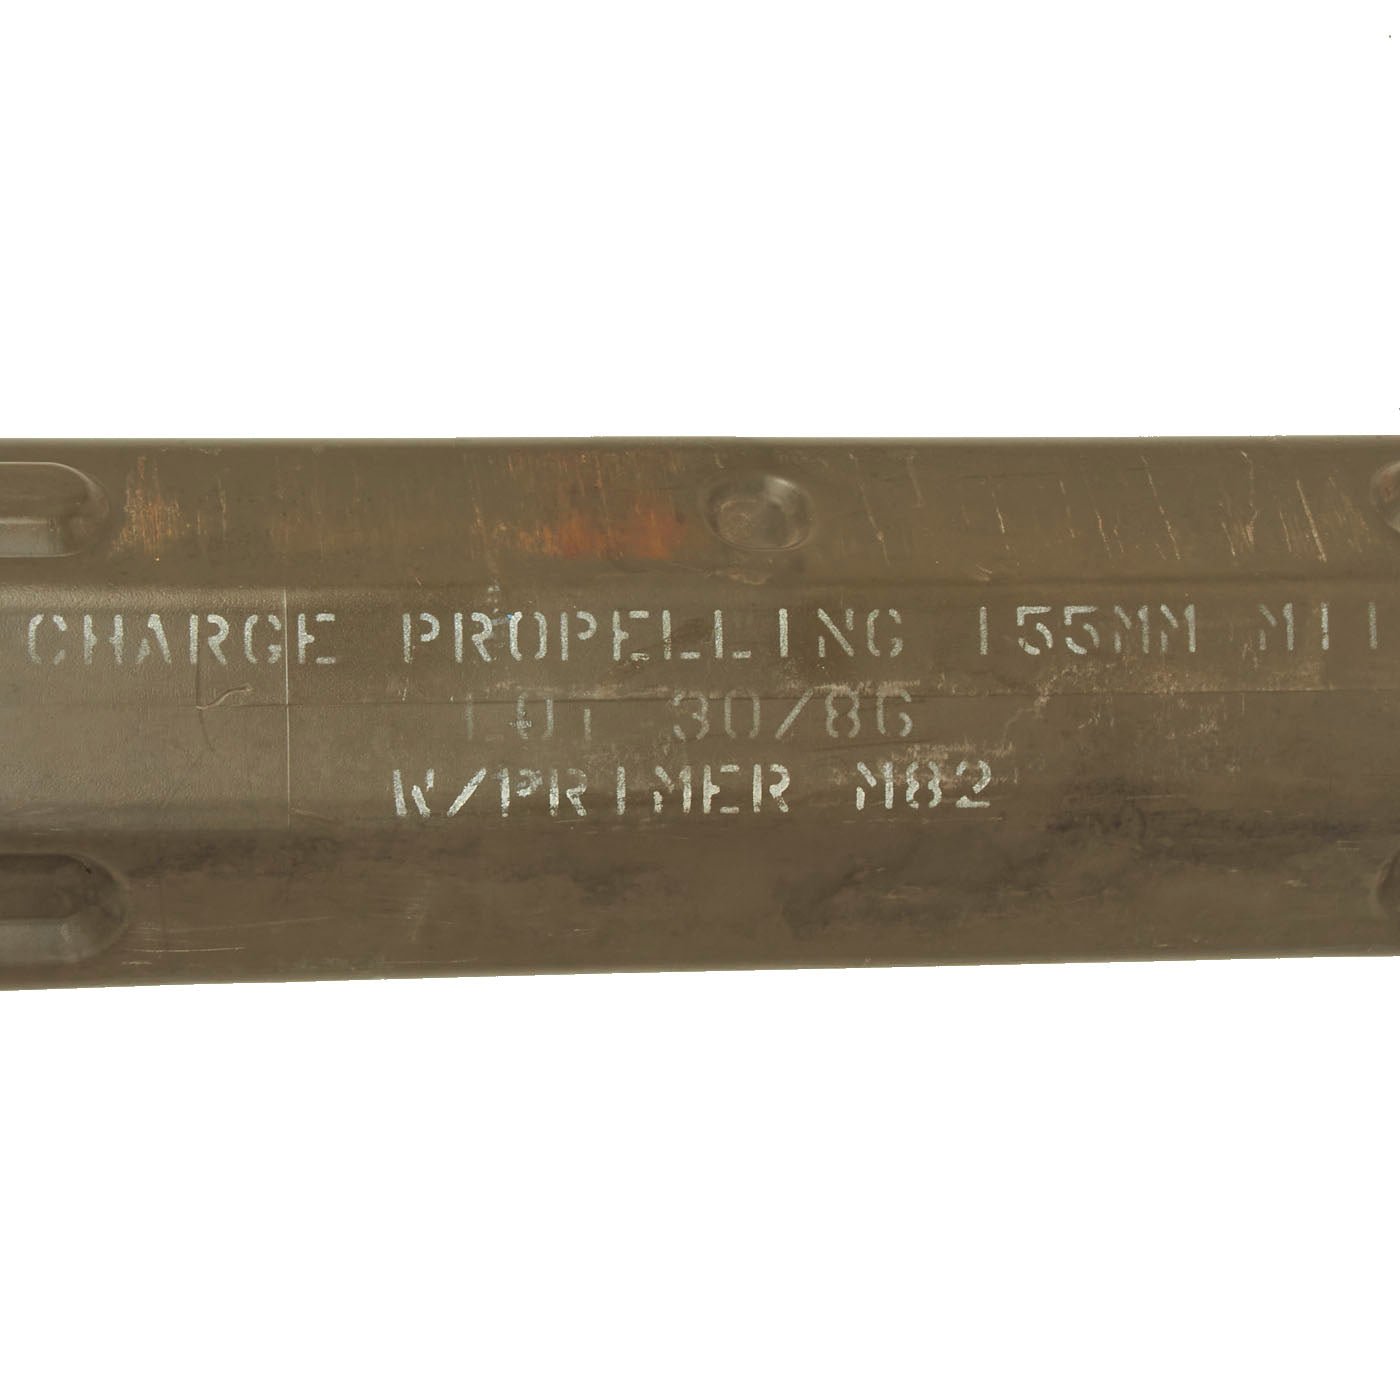 CHARGE PROPELLING 155MM M11
LOT 30/86
W/PRIMER M82